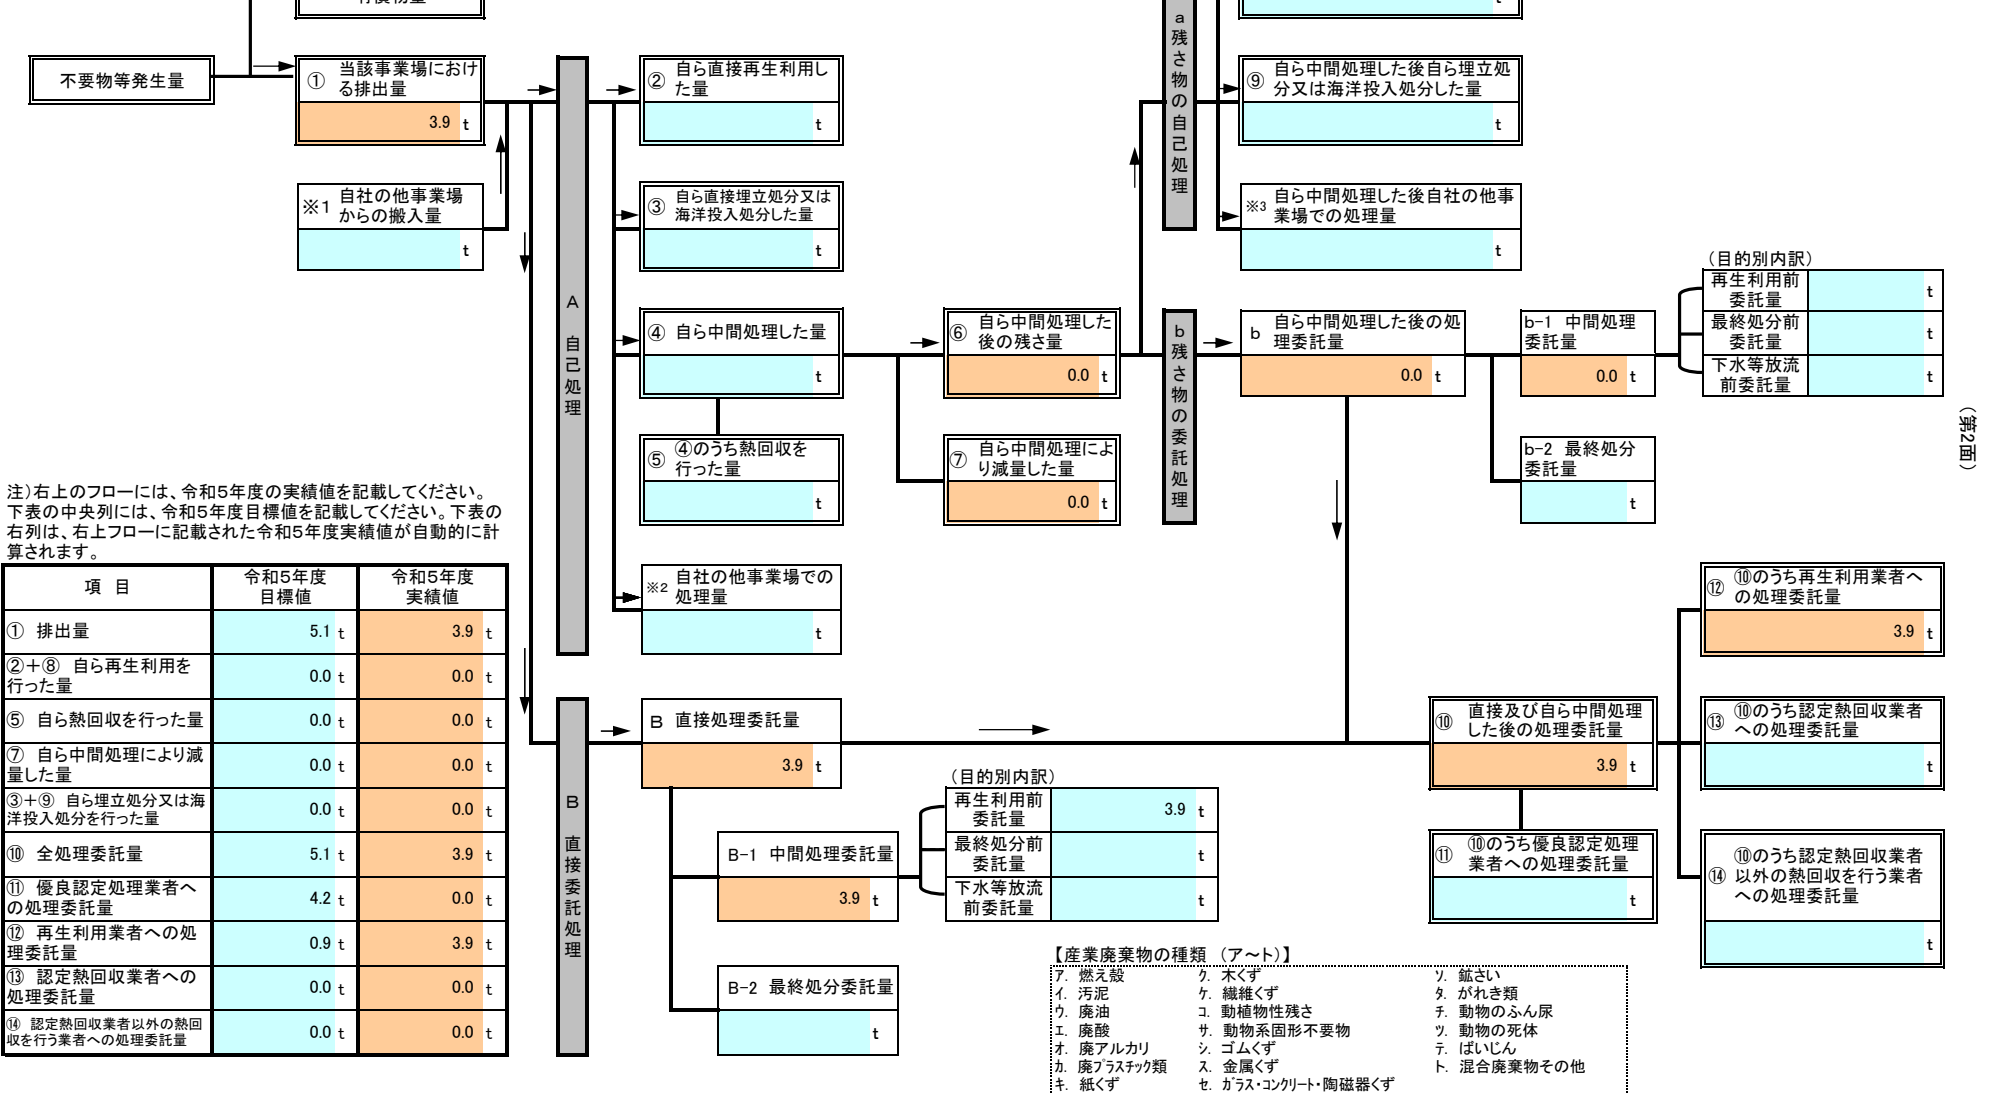 不要物等発生量
① 当該事業場におけ
る排出量
3.9 t
※1 自社の他事業場
からの搬入量
t
A 自己処理
② 自ら直接再生利用し
た量
t
③ 自ら直接埋立処分又は
海洋投入処分した量
t
④ 自ら中間処理した量
t
⑤ ④のうち熱回収を
行った量
t
※2 自社の他事業場での
処理量
t
⑥ 自ら中間処理した
後の残さ量
0.0 t
⑦ 自ら中間処理によ
り減量した量
0.0 t
a 残さ物の自己処理
t
⑨ 自ら中間処理した後自ら埋立処
分又は海洋投入処分した量
t
※3 自ら中間処理した後自社の他事
業場での処理量
t
b 残さ物の委託処理
b 自ら中間処理した後の処
理委託量
0.0 t
b-1 中間処理
委託量
0.0 t
b-2 最終処分
委託量
t
(目的別内訳)
再生利用前
委託量
t
最終処分前
委託量
t
下水等放流
前委託量
t
(第2面)
注)右上のフローには、令和5年度の実績値を記載してください。
下表の中央列には、令和5年度目標値を記載してください。下表の
右列は、右上フローに記載された令和5年度実績値が自動的に計
算されます。
項 目 令和5年度 令和5年度
目標値 実績値
① 排出量 5.1 t 3.9 t
②+⑧ 自ら再生利用を
行った量 0.0 t 0.0 t
⑤ 自ら熱回収を行った量 0.0 t 0.0 t
⑦ 自ら中間処理により減
量した量 0.0 t 0.0 t
③+⑨ 自ら埋立処分又は海
洋投入処分を行った量 0.0 t 0.0 t
⑩ 全処理委託量 5.1 t 3.9 t
⑪ 優良認定処理業者へ
の処理委託量 4.2 t 0.0 t
⑫ 再生利用業者への処
理委託量 0.9 t 3.9 t
⑬ 認定熱回収業者への
処理委託量 0.0 t 0.0 t
⑭ 認定熱回収業者以外の熱回
収を行う業者への処理委託量 0.0 t 0.0 t
B 直接委託処理
B 直接処理委託量
3.9 t
B-1 中間処理委託量
3.9 t
B-2 最終処分委託量
t
(目的別内訳)
再生利用前
委託量
3.9 t
最終処分前
委託量
t
下水等放流
前委託量
t
⑩ 直接及び自ら中間処理
した後の処理委託量
3.9 t
⑪ ⑩のうち優良認定処理
業者への処理委託量
t
⑫ ⑩のうち再生利用業者へ
の処理委託量
3.9 t
⑬ ⑩のうち認定熱回収業者
への処理委託量
t
⑭ ⑩のうち認定熱回収業者
以外の熱回収を行う業者
への処理委託量
t
【産業廃棄物の種類 (ア~ト)】
ア. 燃え殻 ク. 木くず ソ. 鉱さい
イ. 汚泥 ケ. 繊維くず タ. がれき類
ウ. 廃油 コ. 動植物性残さ チ. 動物のふん尿
エ. 廃酸 サ. 動物系固形不要物 ツ. 動物の死体
オ. 廃アルカリ シ. ゴムくず テ. ばいじん
カ. 廃プラスチック類 ス. 金属くず ト. 混合廃棄物その他
キ. 紙くず セ. ガラス・コンクリート・陶磁器くず